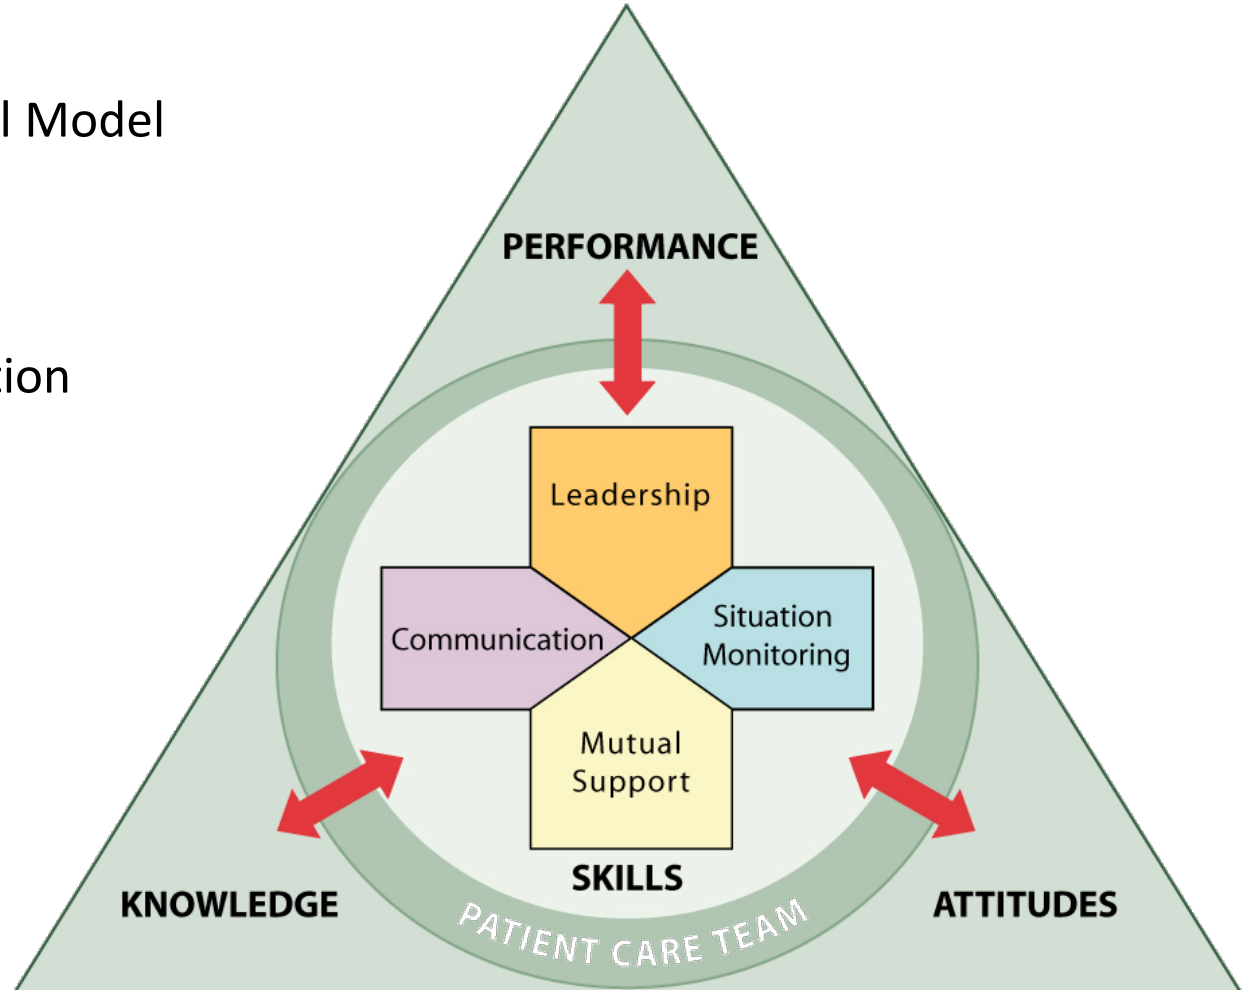 l Model
PERFORMANCE
tion
Leadership
Communication
Situation
Monitoring
Mutual
Support
SKILLS
KNOWLEDGE
ATTITUDES
PATIENT CARE TEAM